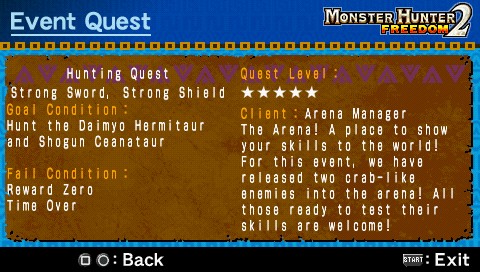 Event Quest
MONSTER HUNTER
FREEDOM 2
Hunting Quest
Strong Sword, Strong Shield
Goal Condition:
Hunt the Daimyo Hermitaur
and Shogun Ceanataur
Fail Condition:
Reward Zero
Time Over
Quest Level:
★★★★★
Client: Arena Manager
The Arena! A place to show
your skills to the world!
For this event, we have
released two crab-like
enemies into the arena! All
those ready to test their
skills are welcome!
□○: Back
START: Exit